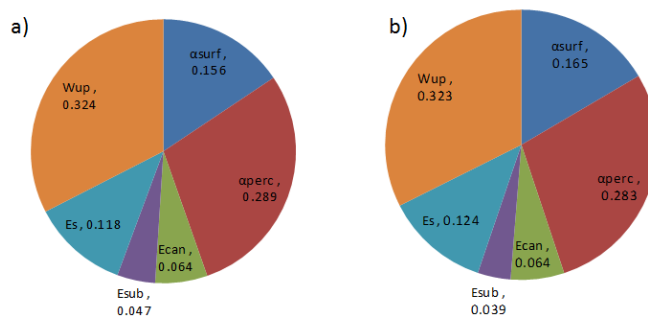 a)
αsurf,
0.156
αperc,
0.289
Ecan,
0.064
Esub,
0.047
Es, 0.118
Wup,
0.324
b)
αsurf,
0.165
αperc,
0.283
Ecan,
0.064
Esub,
0.039
Es, 0.124
Wup,
0.323